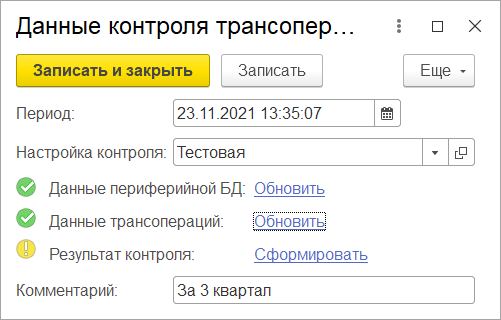 Данные контроля трансопер...
Записать и закрыть Записать Еще
Период: 23.11.2021 13:35:07
Настройка контроля: Тестовая
Данные периферийной БД: Обновить
Данные трансопераций: Обновить
Результат контроля: Сформировать
Комментарий: За 3 квартал